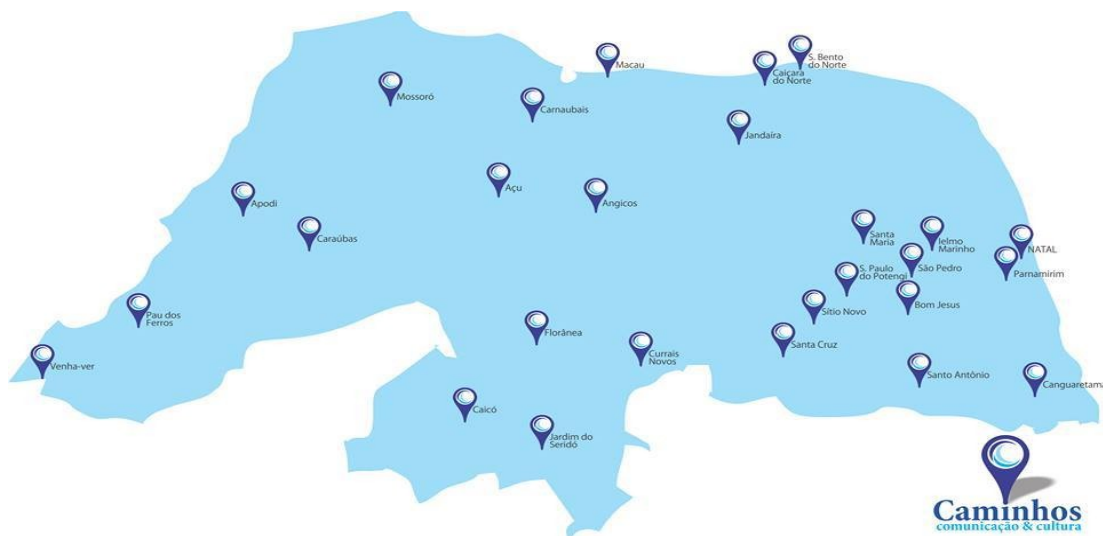 S. Bento
do Norte
Macau
Caiçara
do Norte
Mossoró
Carnaubais
Jandaíra
Açu
Apodi
Angicos
Caraúbas
Santa
Maria
Ielmo
Marinho
NATAL
São Pedro
S. Paulo
do Potengi
Parnamirim
Bom Jesus
Sítio Novo
Pau dos
Ferros
Florânea
Santa Cruz
Currais
Novos
Venha-ver
Santo Antônio
Canguaretama
Caicó
Jardim do
Seridó
Caminhos
comunicação & cultura